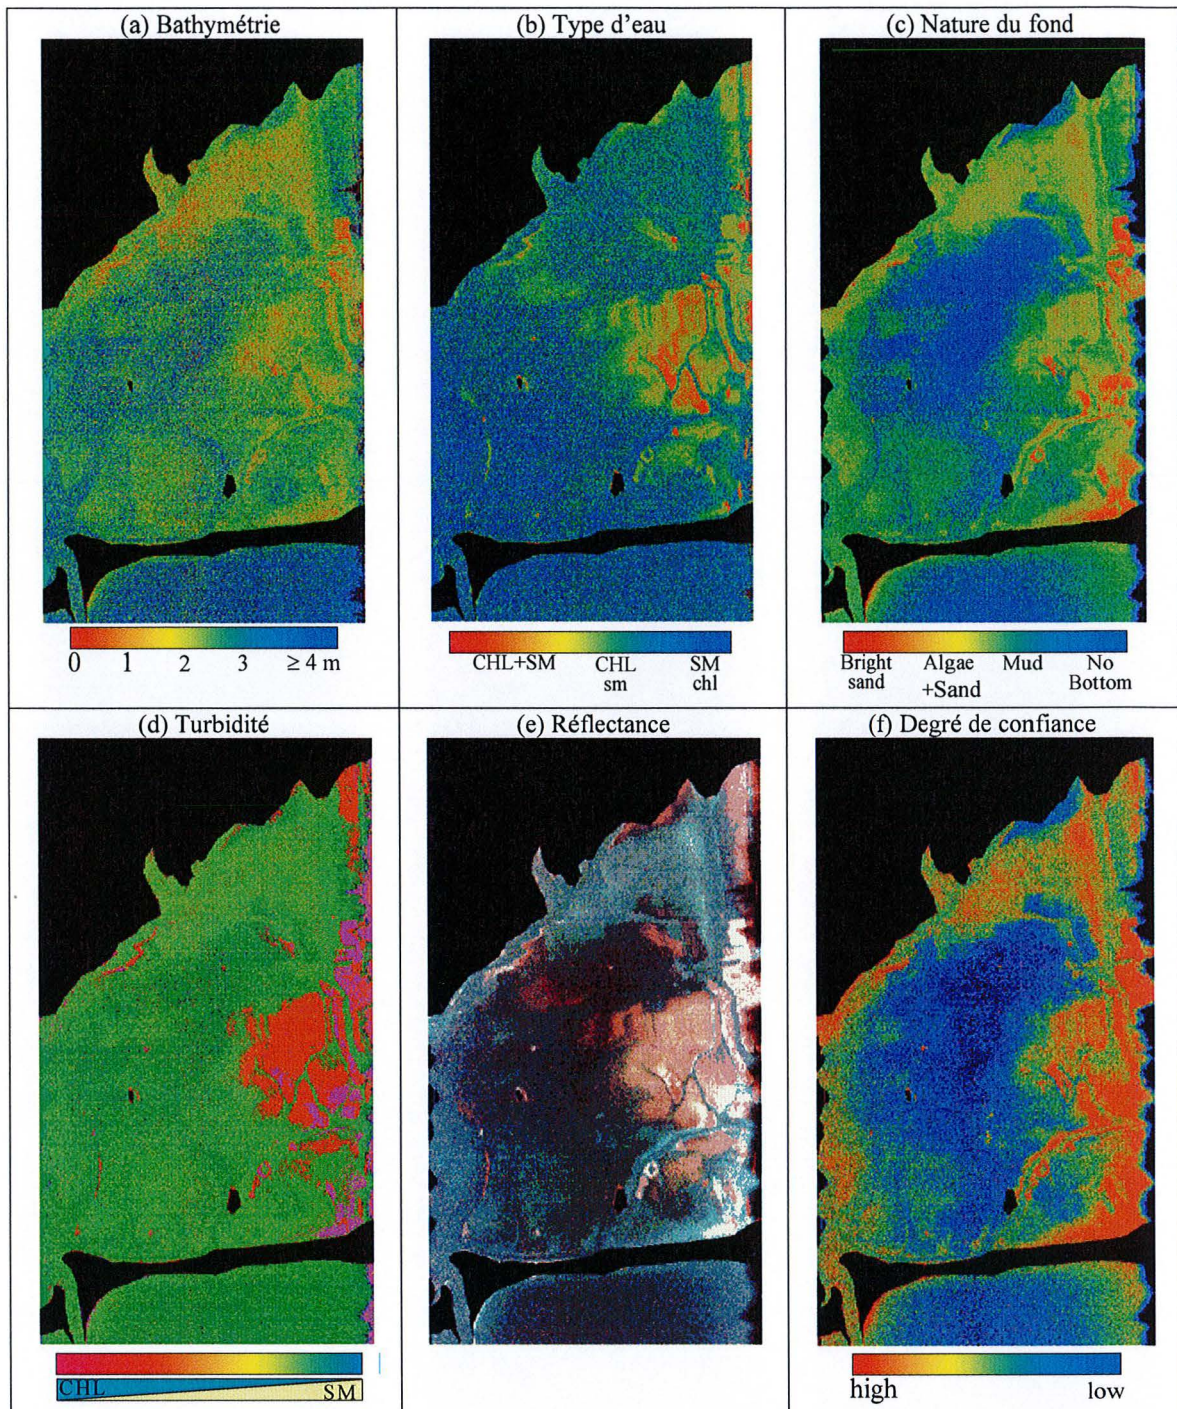 (a) Bathymétrie
(b) Type d'eau
(c) Nature du fond
0 1 2 3 ≥ 4 m
CHL+SM CHL sm SM chl
Bright sand Algae +Sand Mud No Bottom
(d) Turbidité
(e) Réflectance
(f) Degré de confiance
CHL SM
high low